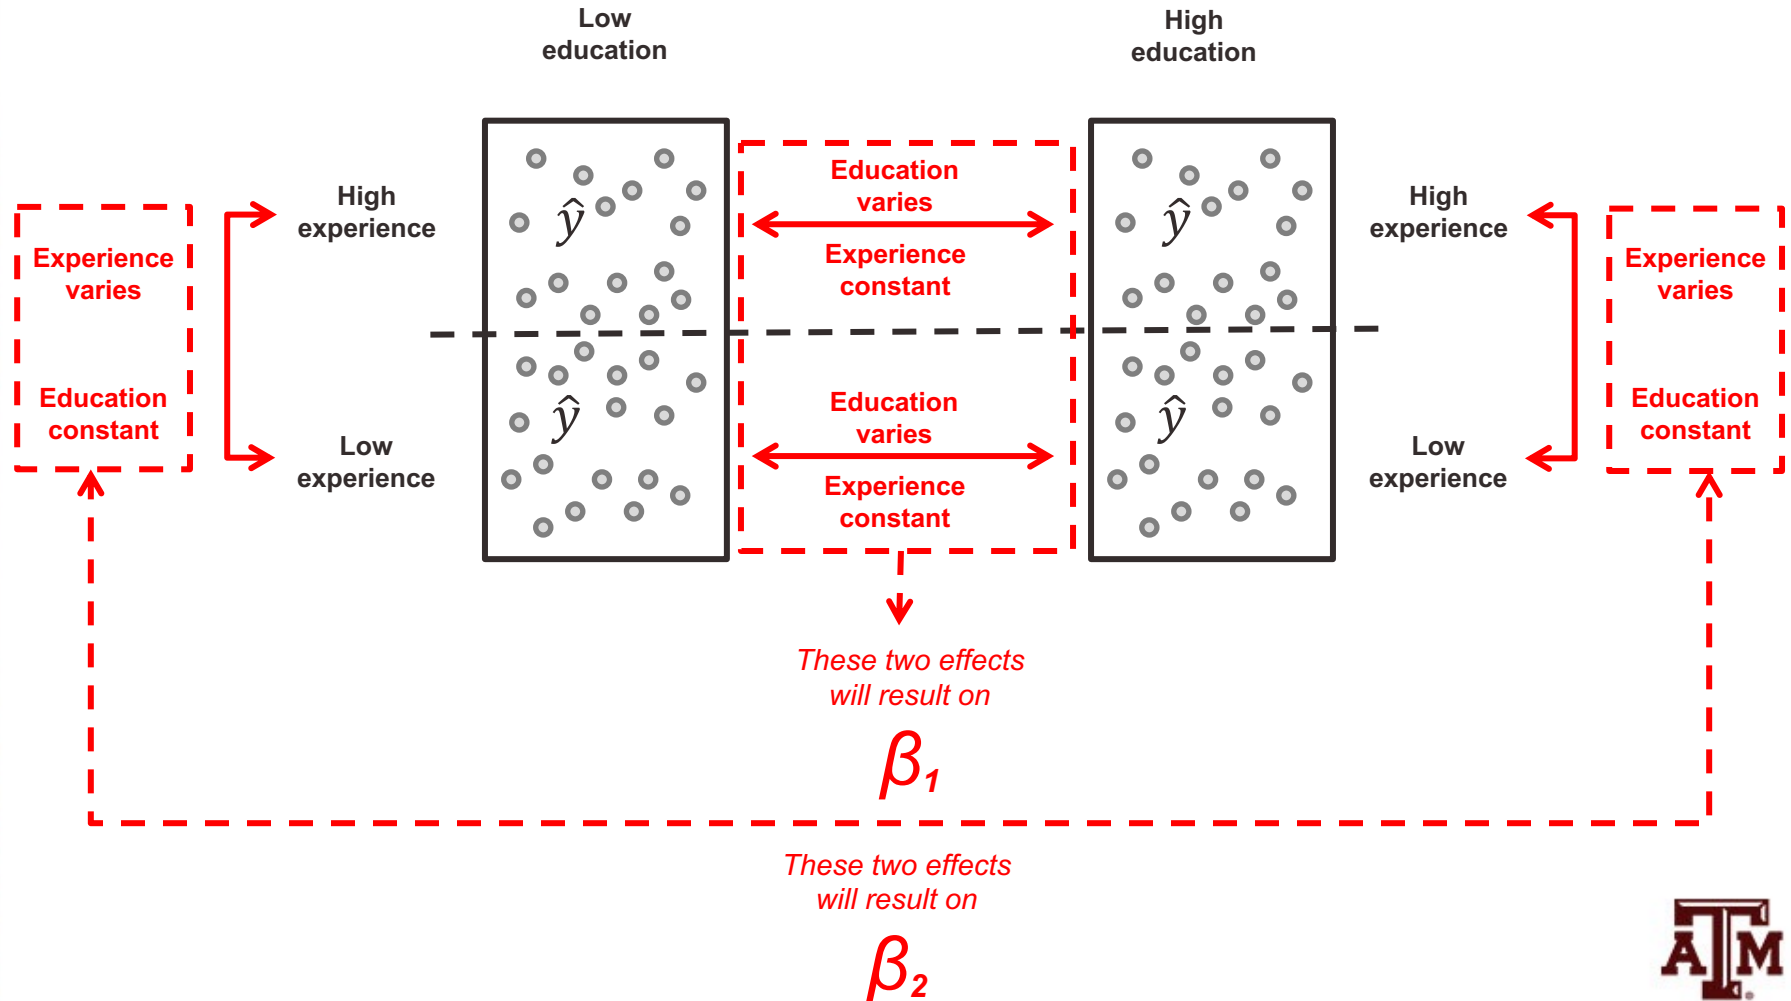 Low
education
High
education
High
experience
ŷ
Education
varies
Experience
constant
ŷ
High
experience
Experience
varies
Education
constant
Experience
varies
Education
constant
Low
experience
ŷ
Education
varies
Experience
constant
ŷ
Low
experience
These two effects
will result on
β1
These two effects
will result on
β2
ATM